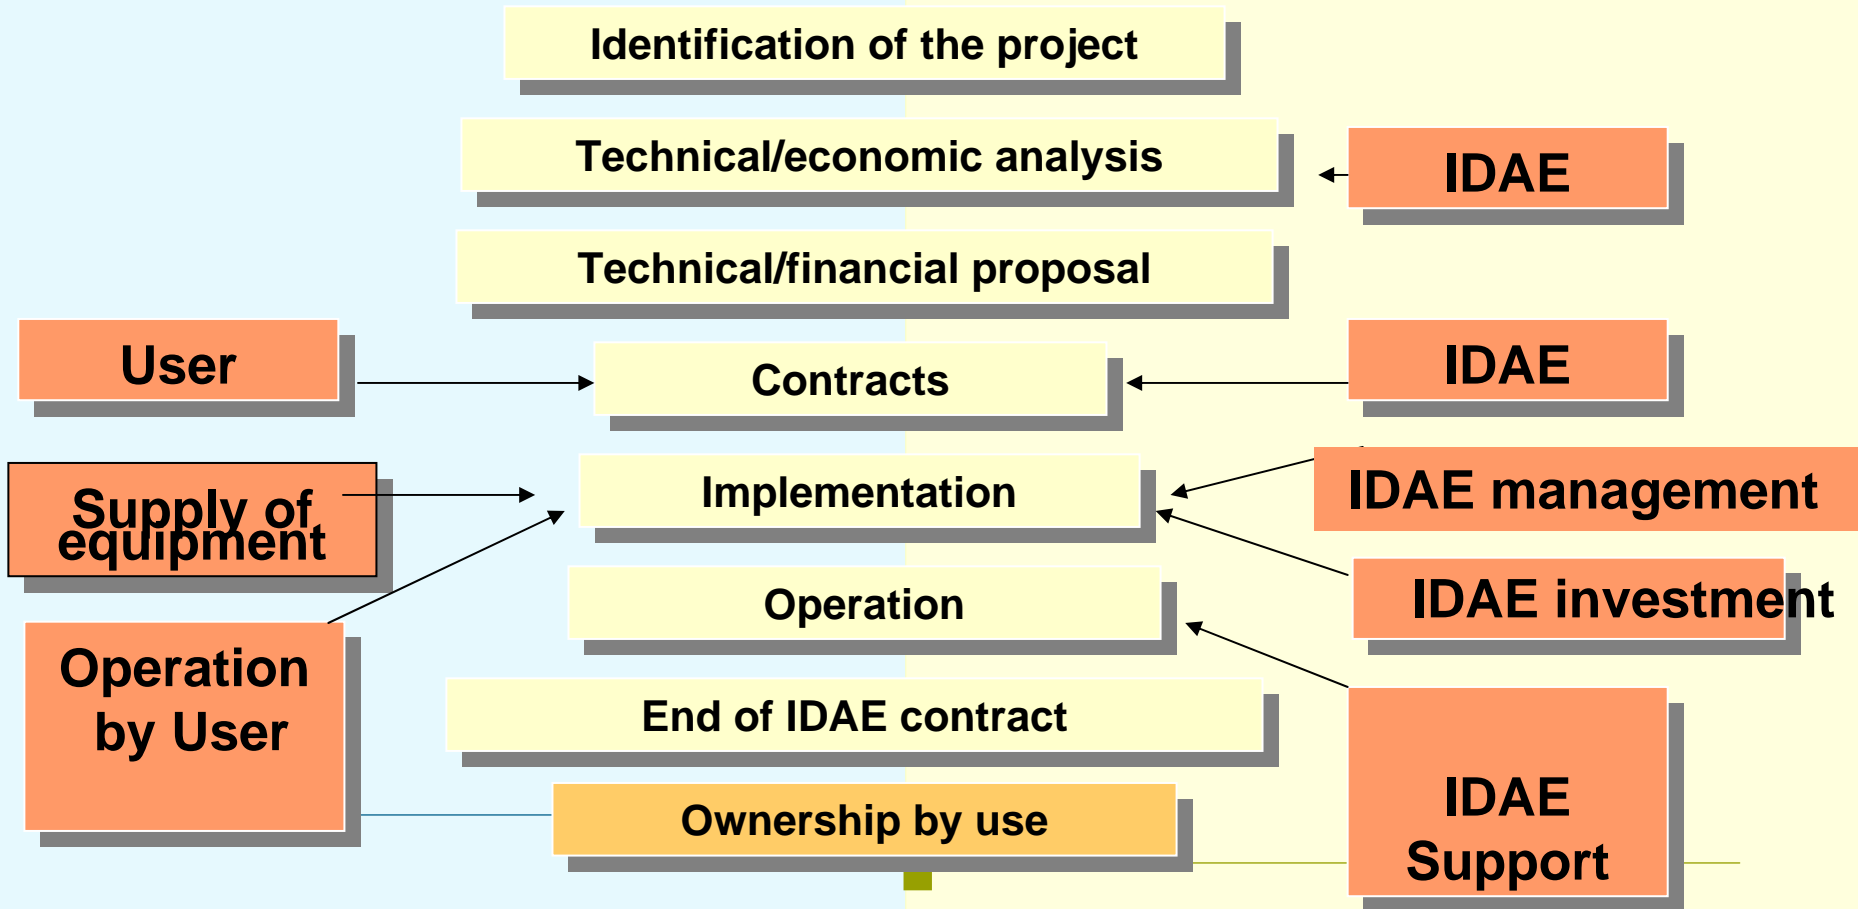 Identification of the project
Technical/economic analysis
IDAE
Technical/financial proposal
User
Contracts
IDAE
Supply of
equipment
Implementation
IDAE management
Operation
IDAE investment
Operation
by User
End of IDAE contract
Ownership by use
IDAE
Support